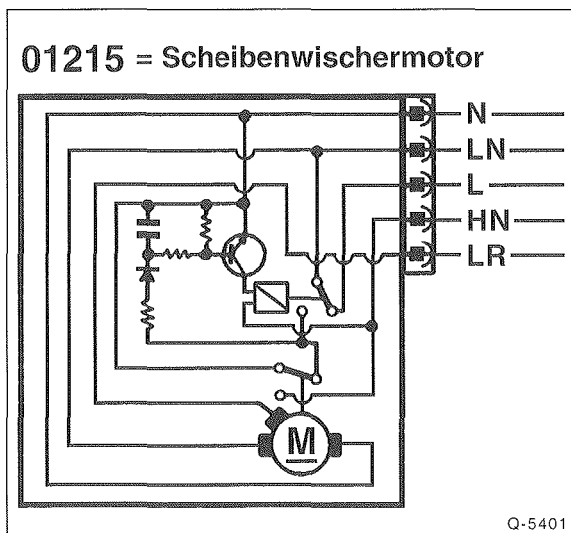 01215 = Scheibenwischermotor
N
LN
L
HN
LR
M
Q-5401